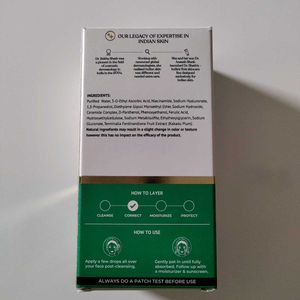 OUR LEGACY OF EXPERTISE IN
INDIAN SKIN
INGREDIENTS:
Purified Water, 3-O-Ethyl Ascorbic Acid, Niacinamide, Sodium Hyaluronate,
1,3-Propanediol, Diethylene Glycol Monoethyl Ether, Sodium Hydroxide,
Ceramide Complex, D-Panthenol, Phenoxyethanol, Ferulic Acid,
Hydroxyethylcellulose, Sodium Metabisulfite, Ethylhexylglycerin, Sodium
Gluconate, Terminalia Ferdinandiana Fruit Extract (Kakadu Plum)
Natural ingredients may result in a slight change in color or texture
however this has no impact on the efficacy of the product.
HOW TO LAYER
CLEANSE
CORRECT
MOISTURIZE
PROTECT
HOW TO USE
Apply a few drops all over
your face post-cleansing.
Gently pat in until fully
absorbed. Follow up with
a moisturizer & sunscreen.
ALWAYS DO A PATCH TEST BEFORE USE